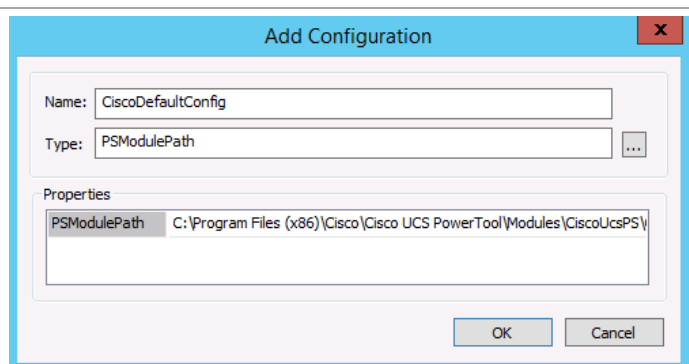 Add Configuration
x
Name: CiscoDefaultConfig
Type: PSModulePath
...
Properties
PSModulePath C:\Program Files (x86)\Cisco\Cisco UCS PowerTool\Modules\CiscoUcsPS\
OK Cancel